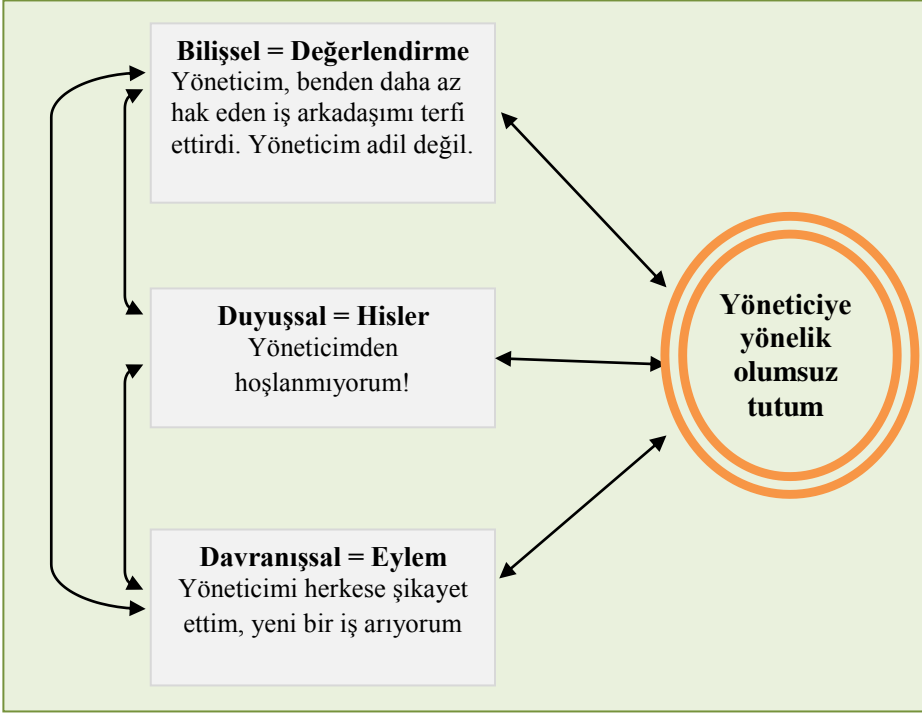 Bilişsel = Değerlendirme
Yöneticim, benden daha az
hak eden iş arkadaşımı terfi
ettirdi. Yöneticim adil değil.
Duyuşsal = Hisler
Yöneticimden
hoşlanmıyorum!
Davranışsal = Eylem
Yöneticimi herkese şikayet
ettim, yeni bir iş arıyorum
Yöneticiye
yönelik
olumsuz
tutum